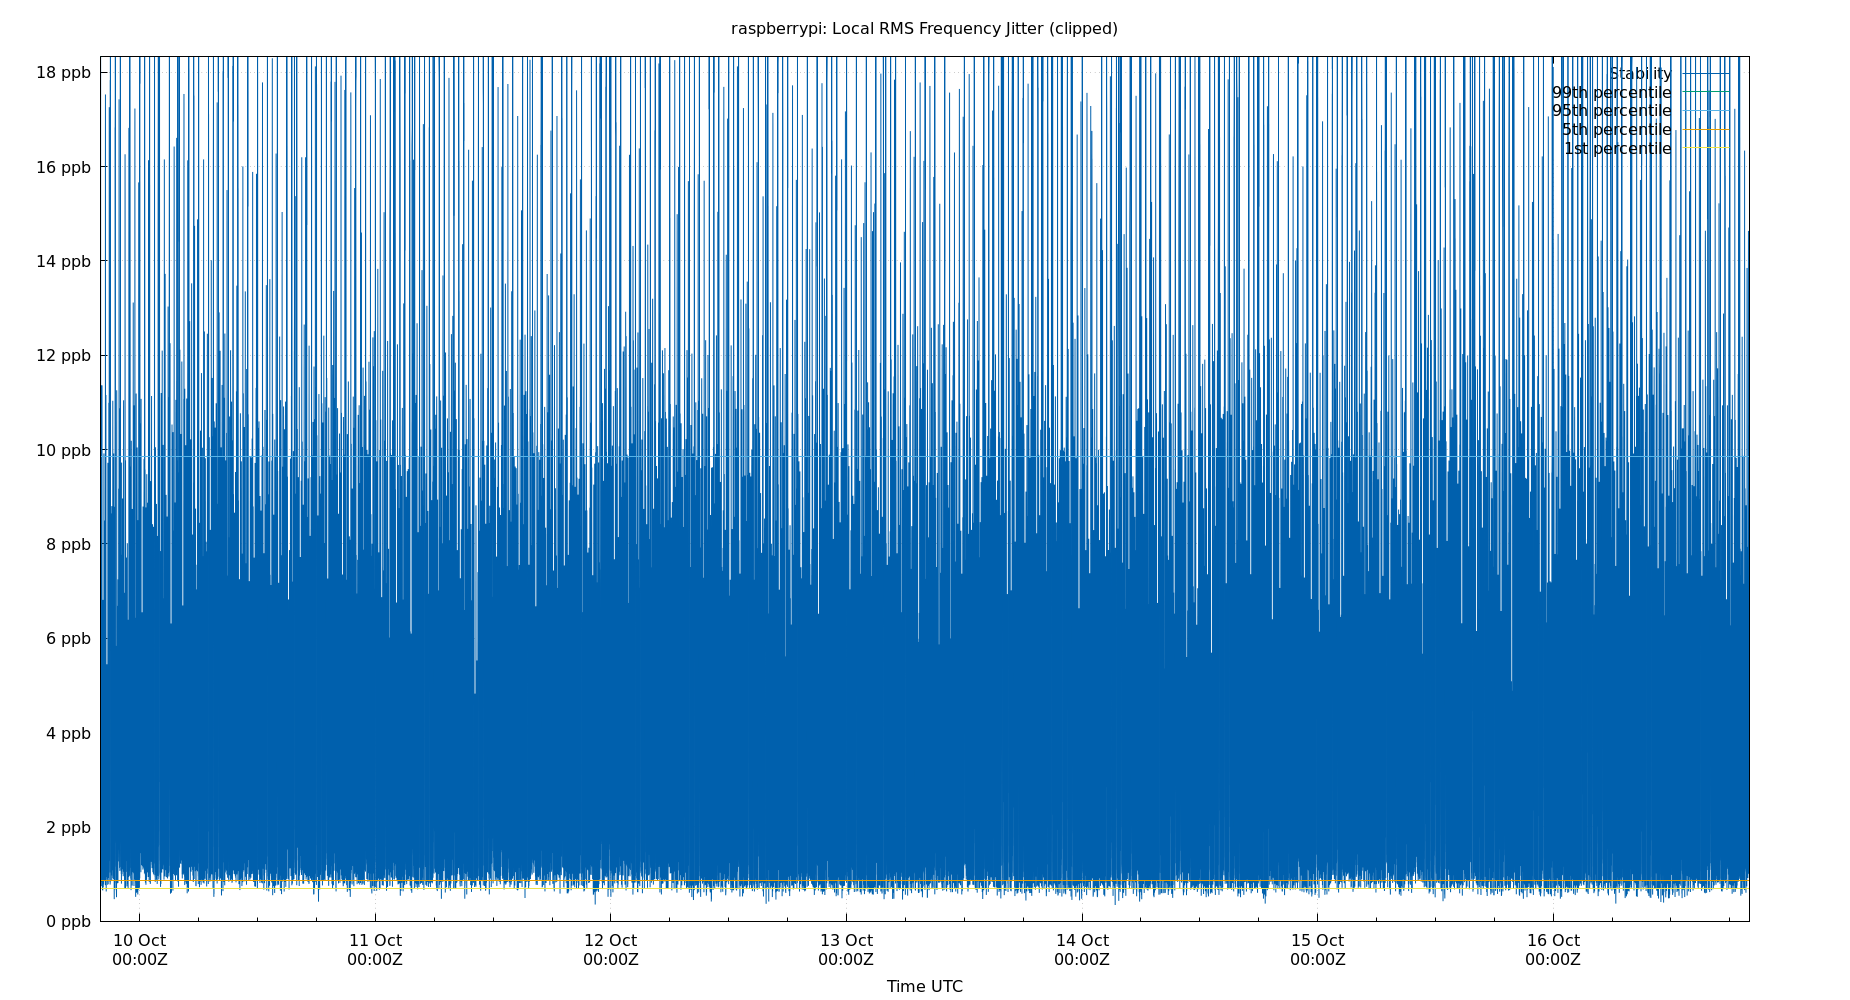 raspberrypi: Local RMS Frequency Jitter (clipped)
18 ppb
16 ppb
14 ppb
12 ppb
10 ppb
8 ppb
6 ppb
4 ppb
2 ppb
0 ppb
Stability
99th percentile
95th percentile
5th percentile
1st percentile
10 Oct 11 Oct 12 Oct 13 Oct 14 Oct 15 Oct 16 Oct
00:00Z 00:00Z 00:00Z 00:00Z 00:00Z 00:00Z 00:00Z
Time UTC